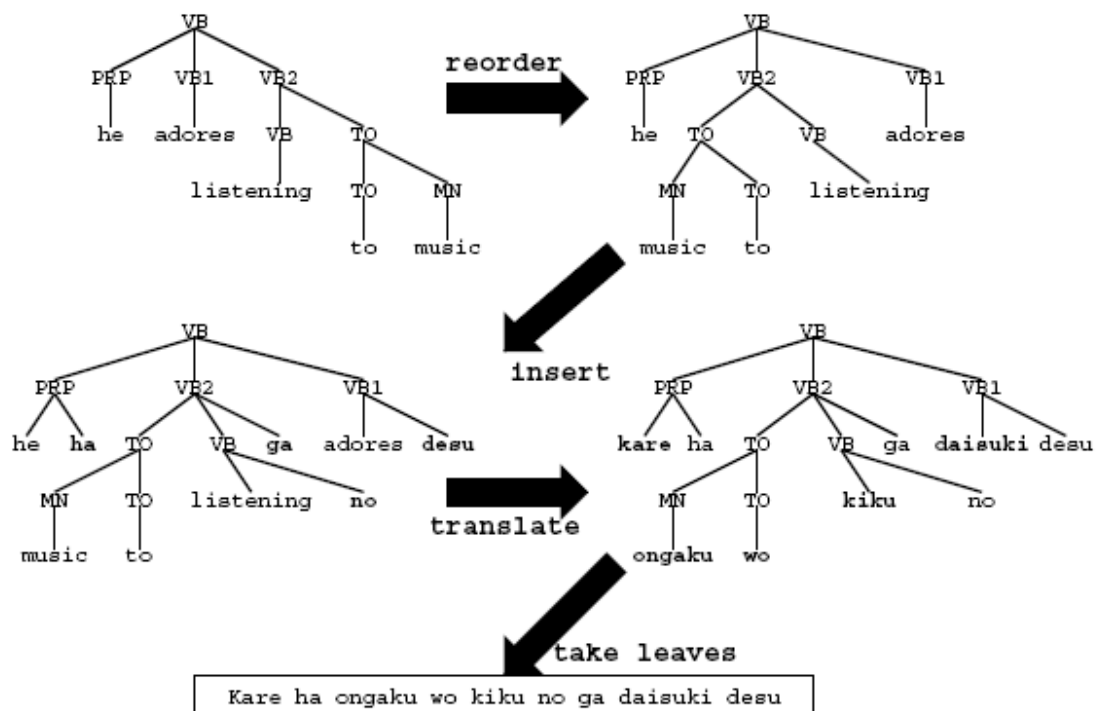 VB VB
reorder
PRP VB1 VB2 PRP VB2 VB1
he adores VB TO he TO VB adores
listening TO MN MN TO listening
to music music to
VB VB
insert
PRP VB2 VB1 PRP VB2 VB1
he ha TO VB ga adores desu kare ha TO VB ga daisuki desu
MN TO listening no MN TO kiku no
translate
music to ongaku wo
take leaves
Kare ha ongaku wo kiku no ga daisuki desu